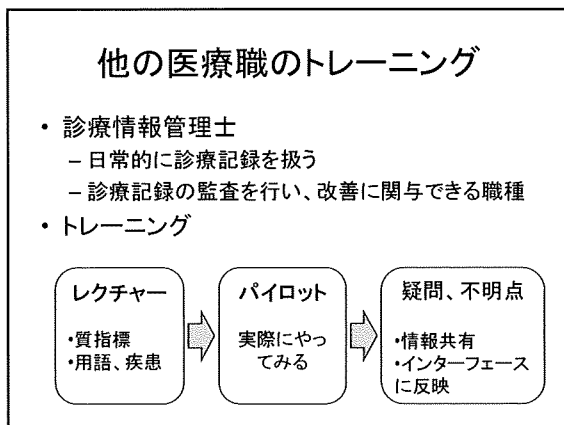 他の医療職のトレーニング
・診療情報管理士
– 日常的に診療記録を扱う
– 診療記録の監査を行い、改善に関与できる職種
・トレーニング
レクチャー
・質指標
・用語、疾患
パイロット
実際にやっ
てみる
疑問、不明点
・情報共有
・インターフェース
に反映